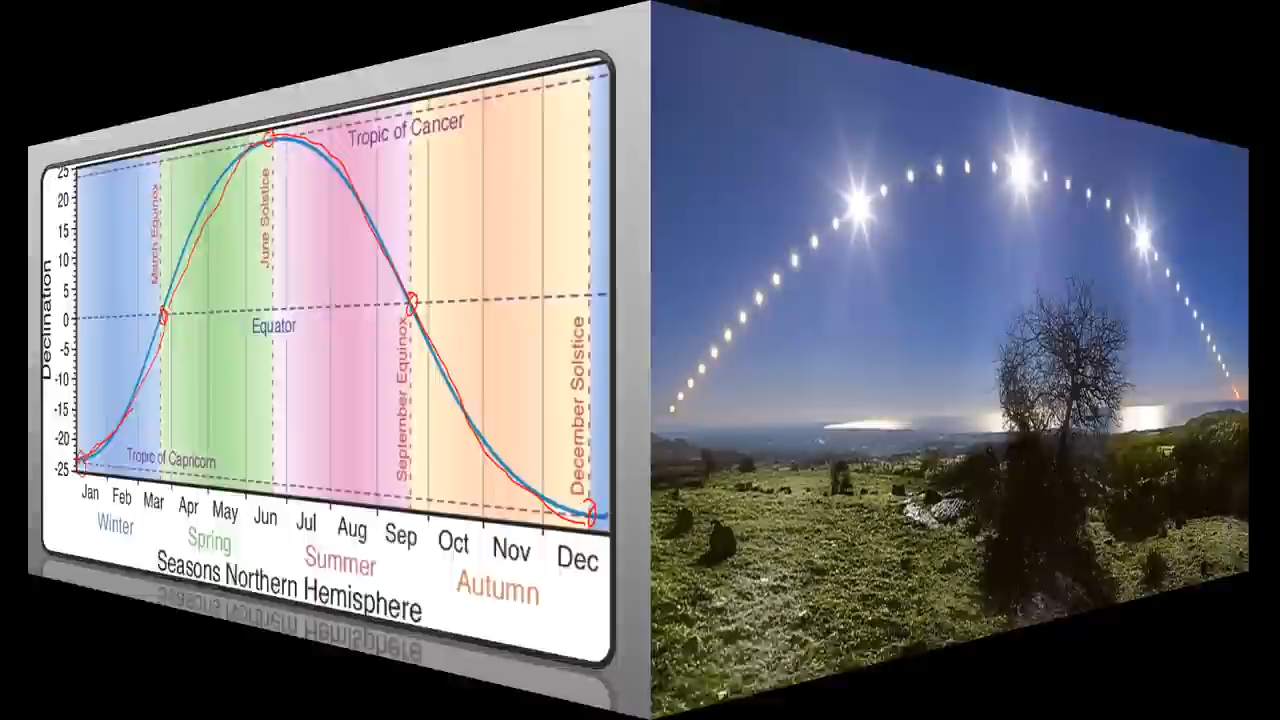 Tropic of Cancer
25
20
15
10
5
0
-5
-10
-15
-20
-25
Declination
March Equinox
June Solstice
September Equinox
December Solstice
Equator
Tropic of Capricorn
Jan Feb Mar Apr May Jun Jul Aug Sep Oct Nov Dec
Winter Spring Summer Autumn
Seasons Northern Hemisphere